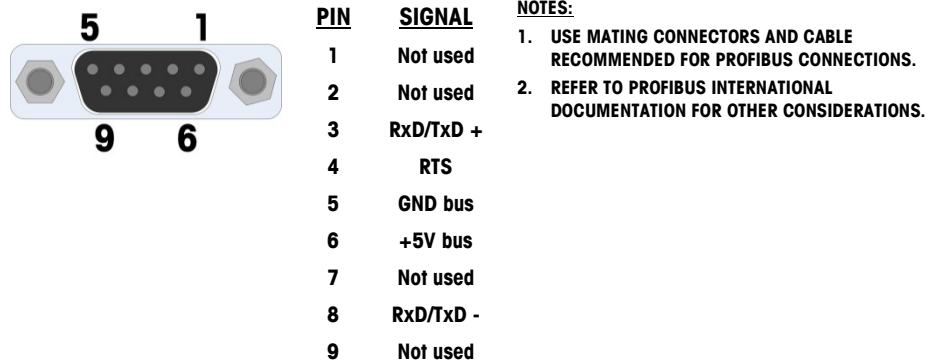 5 1
9 6
PIN SIGNAL
1 Not used
2 Not used
3 RxD/TxD +
4 RTS
5 GND bus
6 +5V bus
7 Not used
8 RxD/TxD -
9 Not used
NOTES:
1. USE MATING CONNECTORS AND CABLE
RECOMMENDED FOR PROFIBUS CONNECTIONS.
2. REFER TO PROFIBUS INTERNATIONAL
DOCUMENTATION FOR OTHER CONSIDERATIONS.